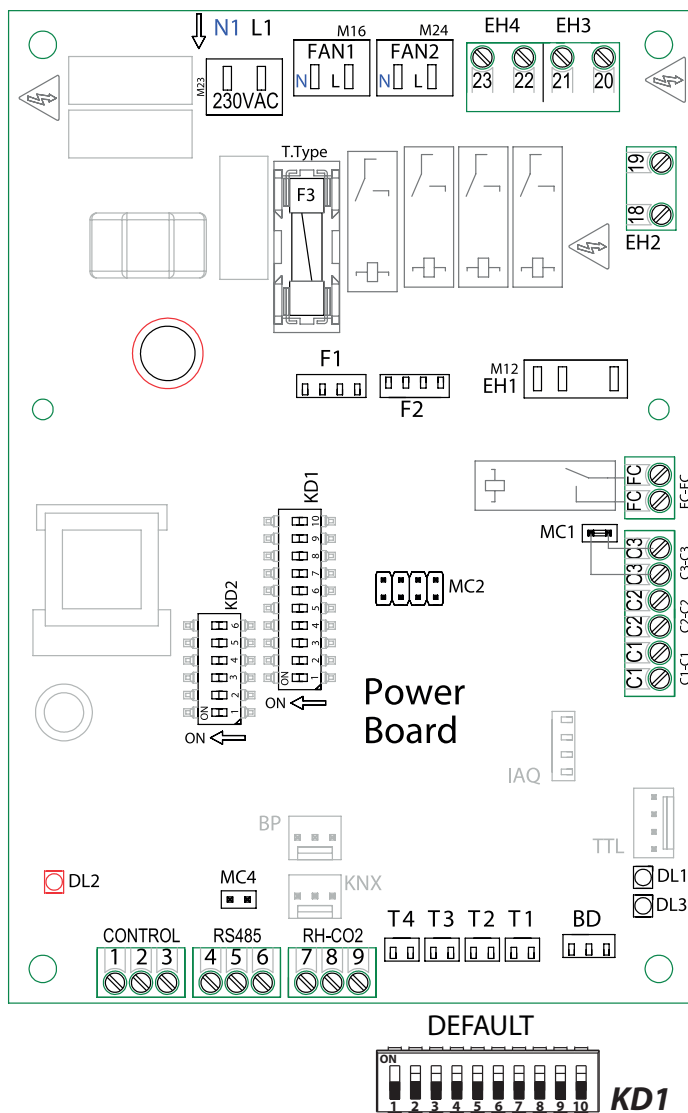 N1 L1
M16
M24
EH4 EH3
FAN1
FAN2
N L
N L
M23
230VAC
23 22 21 20
T.Type
F3
19
18
EH2
F1
F2
M12
EH1
KD1
10
9
8
7
6
5
4
3
2
1
ON
ON
KD2
6
5
4
3
2
1
ON
ON
FC
FC
FC-FC
MC1
C3
C3
C2
C2
C1
C1
C3-C3
C2-C2
C1-C1
MC2
Power
Board
IAQ
TTL
BP
KNX
DL2
MC4
DL1
DL3
CONTROL
1 2 3
RS485
4 5 6
RH-CO2
7 8 9
T4 T3 T2 T1 BD
DEFAULT
ON
1 2 3 4 5 6 7 8 9 10
KD1